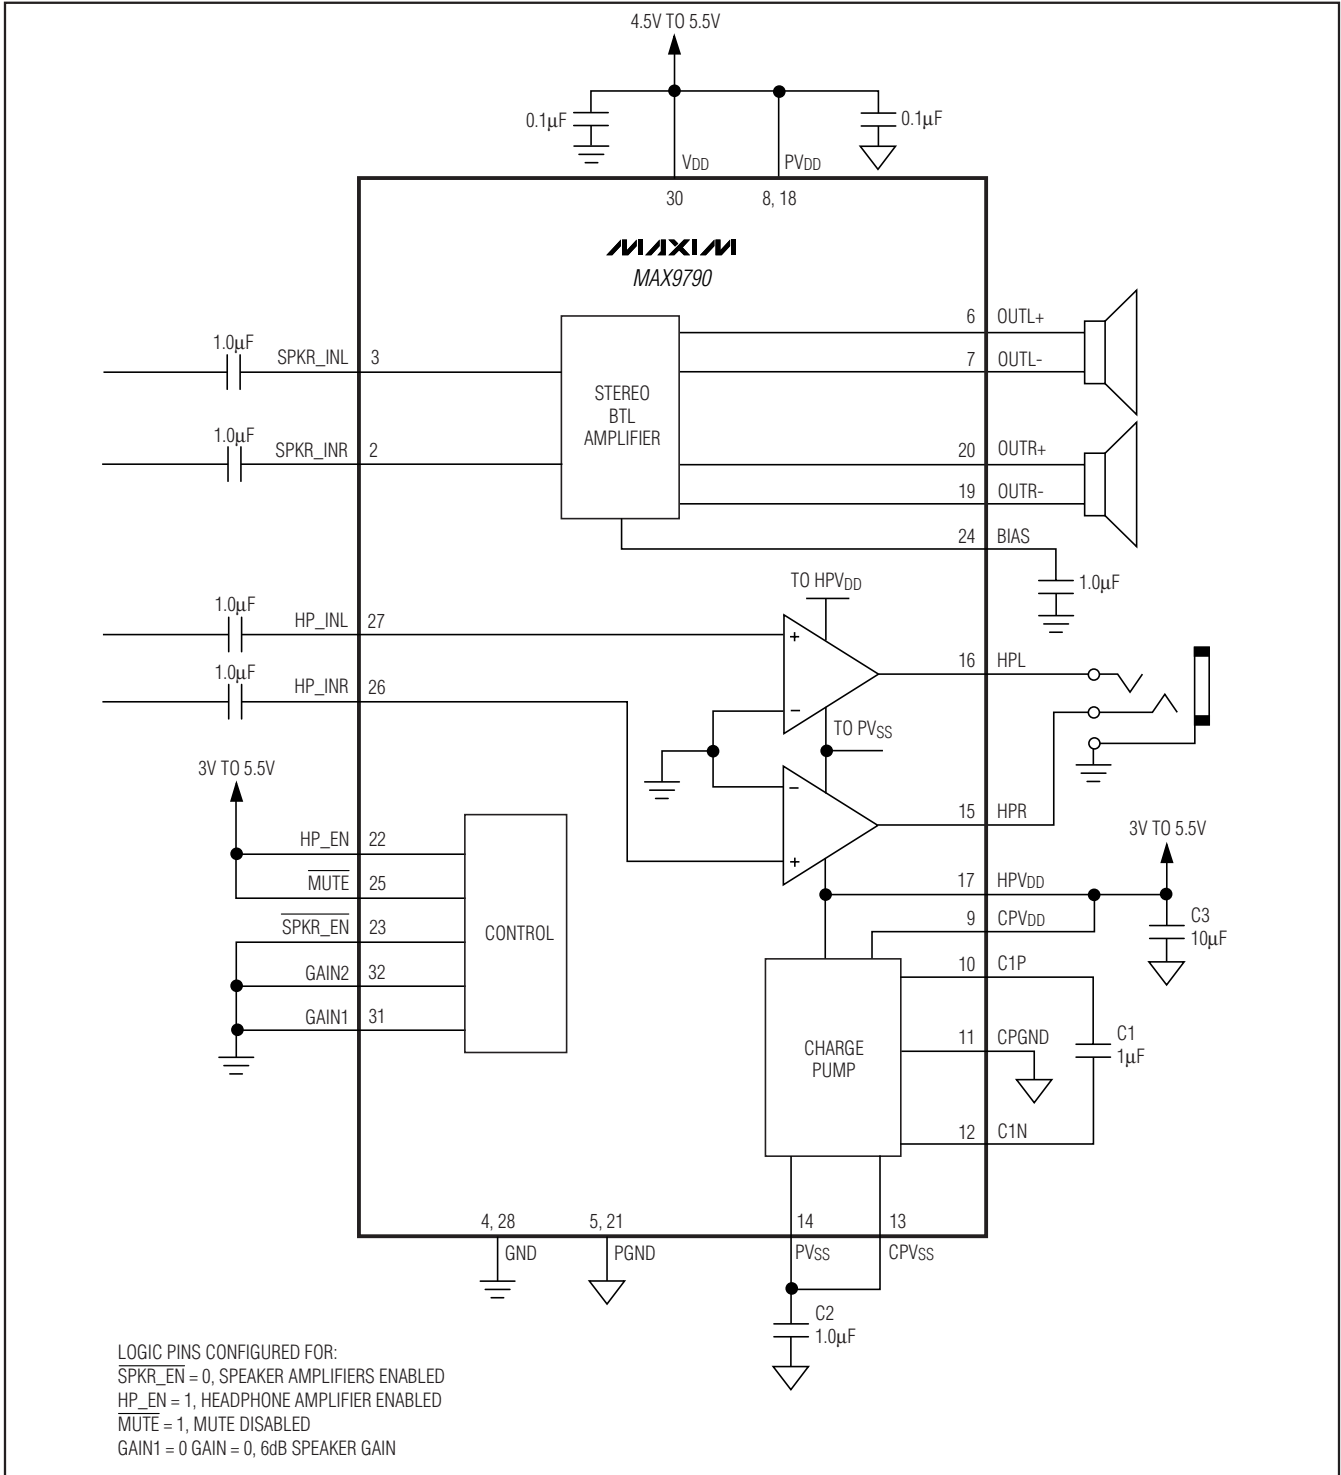 4.5V TO 5.5V
0.1μF
0.1μF
VDD
PVDD
30
8, 18
MAXIM
MAX9790
1.0μF
SPKR_INL
3
6
OUTL+
7
OUTL-
STEREO
BTL
AMPLIFIER
1.0μF
SPKR_INR
2
20
OUTR+
19
OUTR-
24
BIAS
1.0μF
TO HPVDD
1.0μF
HP_INL
27
+
−
16
HPL
1.0μF
HP_INR
26
TO PVSS
−
+
15
HPR
3V TO 5.5V
HP_EN
22
MUTE
25
SPKR_EN
23
GAIN2
32
GAIN1
31
CONTROL
3V TO 5.5V
17
HPVDD
9
CPVDD
C3
10μF
10
C1P
11
CPGND
C1
1μF
12
C1N
CHARGE
PUMP
4, 28
GND
5, 21
PGND
14
PVSS
13
CPVSS
C2
1.0μF
LOGIC PINS CONFIGURED FOR:
SPKR_EN = 0, SPEAKER AMPLIFIERS ENABLED
HP_EN = 1, HEADPHONE AMPLIFIER ENABLED
MUTE = 1, MUTE DISABLED
GAIN1 = 0 GAIN = 0, 6dB SPEAKER GAIN